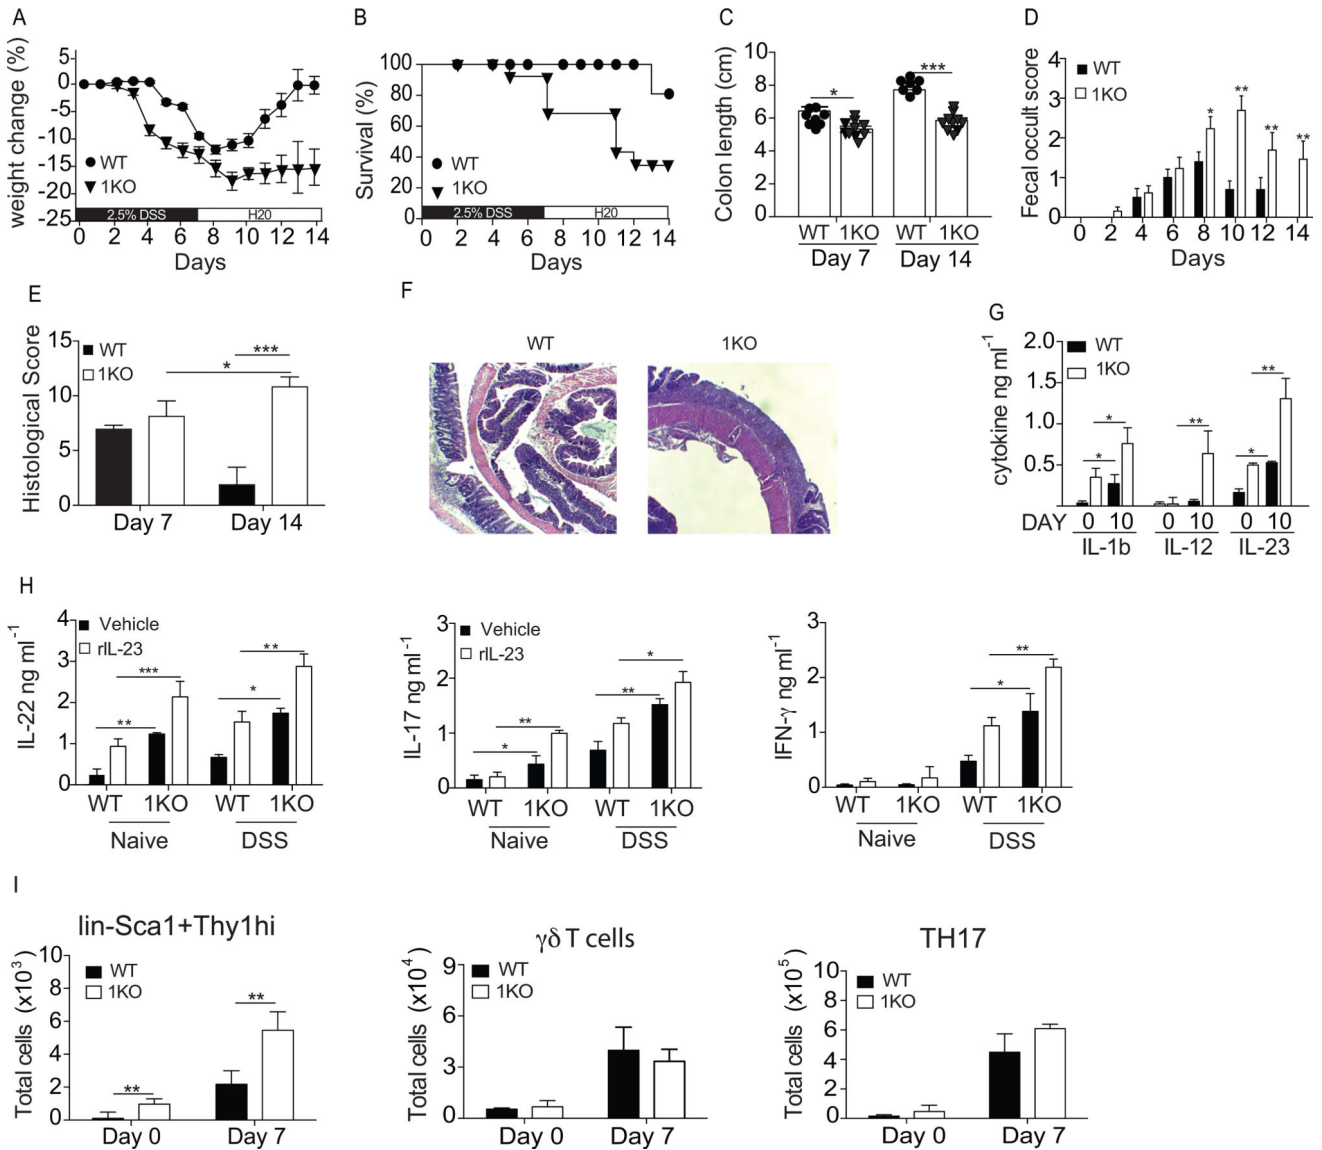 A
weight change (%)
5
0
-5
-10
-15
-20
-25
WT
1KO
2.5% DSS
H20
0 2 4 6 8 10 12 14
Days
B
Survival (%)
100
80
60
40
20
0
WT
1KO
2.5% DSS
H20
0 2 4 6 8 10 12 14
Days
C
Colon length (cm)
10
8
6
4
2
0
*
***
WT 1KO WT 1KO
Day 7 Day 14
D
Fecal occult score
4
3
2
1
0
WT
1KO
* ** ** **
0 2 4 6 8 10 12 14
Days
E
Histological Score
15
10
5
0
WT
1KO
***
*
Day 7 Day 14
F
WT 1KO
G
cytokine ng ml-1
2.0
1.5
1.0
0.5
WT
1KO
* * ** * **
DAY 0 10 0 10 0 10
IL-1b IL-12 IL-23
H
IL-22 ng ml-1
4
3
2
1
0
Vehicle
rIL-23
** *** * **
WT 1KO WT 1KO
Naive DSS
IL-17 ng ml-1
3
2
1
0
Vehicle
rIL-23
* ** ** *
WT 1KO WT 1KO
Naive DSS
IFN-γ ng ml-1
3
2
1
0
* **
WT 1KO WT 1KO
Naive DSS
I
lin-Sca1+Thy1hi
Total cells (x10³)
10
8
6
4
2
0
WT
1KO
** **
Day 0 Day 7
γδ T cells
Total cells (x10⁴)
9
6
3
0
WT
1KO
Day 0 Day 7
TH17
Total cells (x10⁵)
10
8
6
4
2
0
WT
1KO
Day 0 Day 7